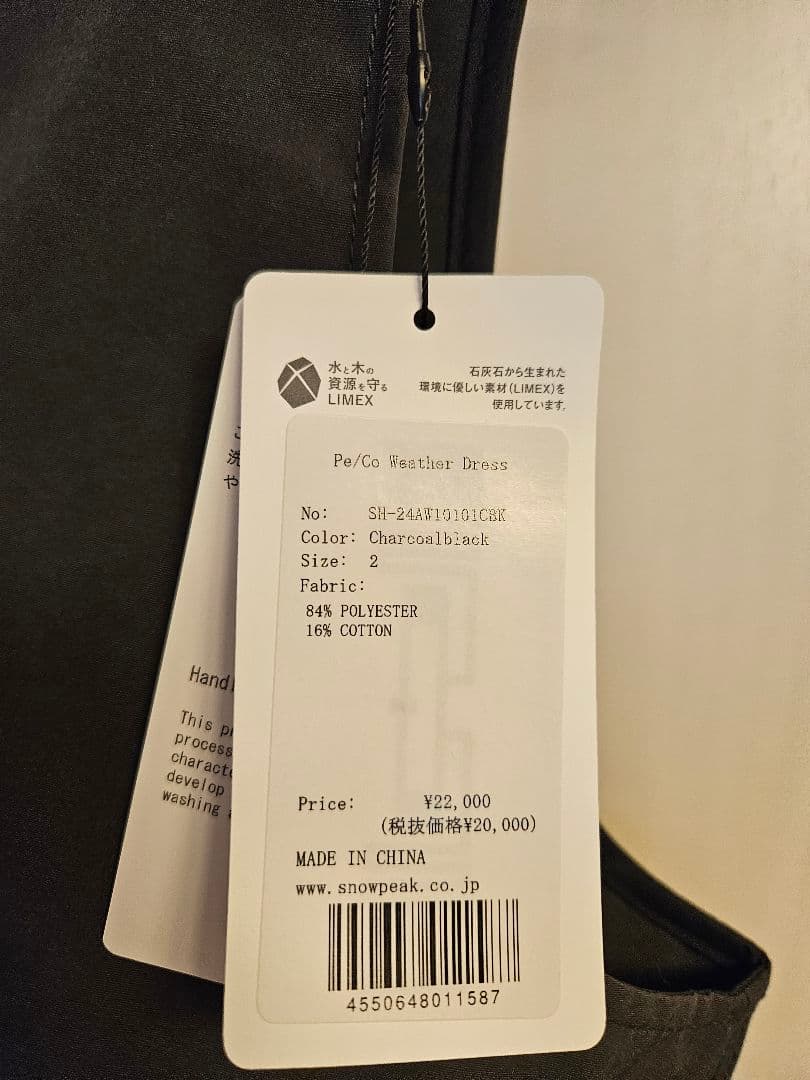 水と木の
資源を守る
LIMEX
石灰石から生まれた
環境に優しい素材(LIMEX)を
使用しています。
Pe/Co Weather Dress
No: SH-24AW10101CBK
Color: Charcoalblack
Size: 2
Fabric:
84% POLYESTER
16% COTTON
Price: ¥22,000
(税抜価格¥20,000)
MADE IN CHINA
www.snowpeak.co.jp
4550648011587
洗
や
Hand
This
process
characte
develop
washing